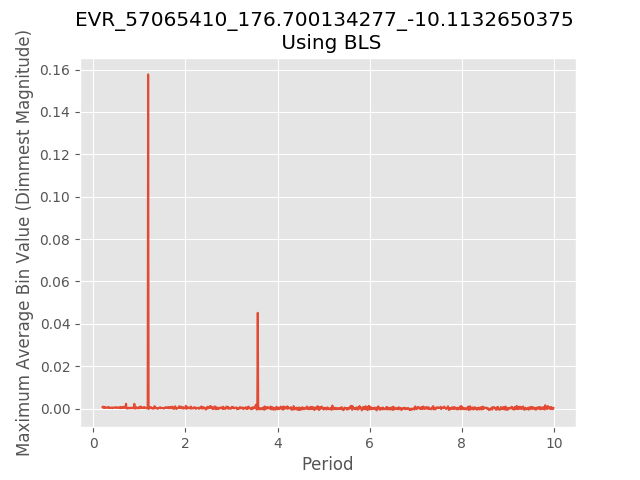 EVR_57065410_176.700134277_-10.1132650375
Using BLS
Maximum Average Bin Value (Dimmest Magnitude)
0.16
0.14
0.12
0.10
0.08
0.06
0.04
0.02
0.00
0 2 4 6 8 10
Period